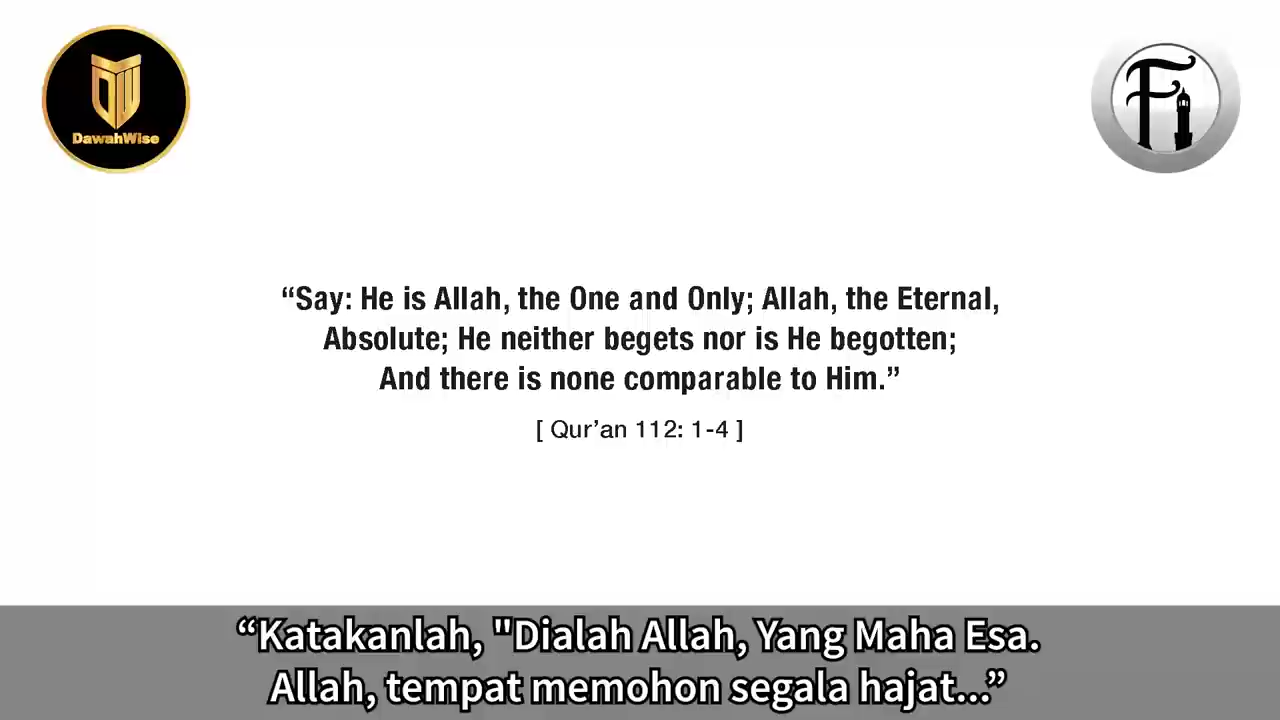 DawahWise
Fi
“Say: He is Allah, the One and Only; Allah, the Eternal,
Absolute; He neither begets nor is He begotten;
And there is none comparable to Him.”
[ Qur’an 112: 1-4 ]
“Katakanlah, "Dialah Allah, Yang Maha Esa.
Allah, tempat memohon segala hajat...”